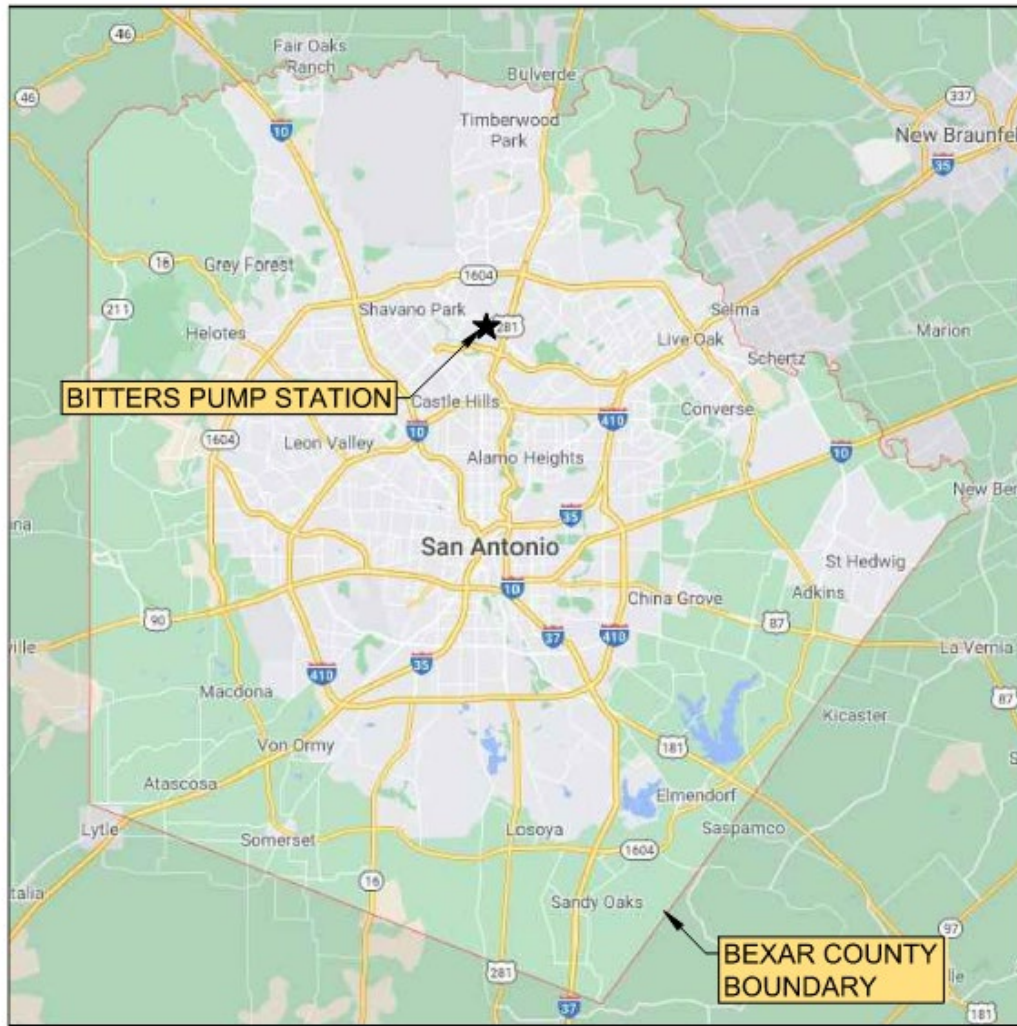 46
Fair Oaks
Ranch
Bulverde
46
337
10
Timberwood
Park
New Braunfel
35
16
Grey Forest
1604
211
Shavano Park
Selma
281
Helotes
Live Oak
Marion
Schertz
BITTERS PUMP STATION
Castle Hills
Converse
410
10
1604
Leon Valley
Alamo Heights
10
New Ber
35
San Antonio
St Hedwig
10
Adkins
China Grove
90
87
37
410
ville
La Vernia
35
410
Macdona
87
Kicaster
Von Ormy
181
Atascosa
Elmendorf
Lytle
Somerset
Losoya
Saspamco
1604
16
talia
Sandy Oaks
97
BEXAR COUNTY
BOUNDARY
281
37
181